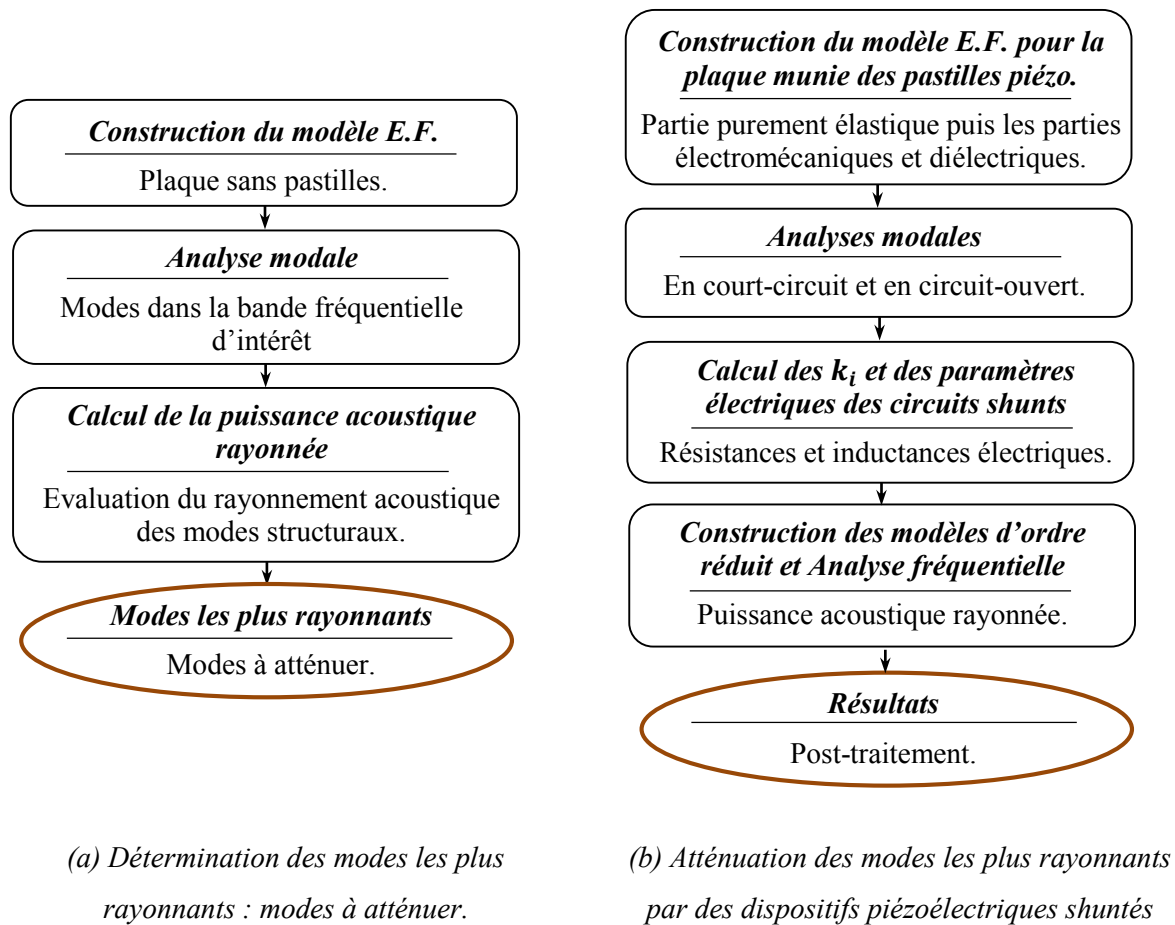 Construction du modèle E.F.
Plaque sans pastilles.
Analyse modale
Modes dans la bande fréquentielle
d’intérêt
Calcul de la puissance acoustique
rayonnée
Evaluation du rayonnement acoustique
des modes structuraux.
Modes les plus rayonnants
Modes à atténuer.
(a) Détermination des modes les plus
rayonnants : modes à atténuer.
Construction du modèle E.F. pour la
plaque munie des pastilles piézo.
Partie purement élastique puis les parties
électromécaniques et diélectriques.
Analyses modales
En court-circuit et en circuit-ouvert.
Calcul des k_i et des paramètres
électriques des circuits shunts
Résistances et inductances électriques.
Construction des modèles d’ordre
réduit et Analyse fréquentielle
Puissance acoustique rayonnée.
Résultats
Post-traitement.
(b) Atténuation des modes les plus rayonnants
par des dispositifs piézoélectriques shuntés